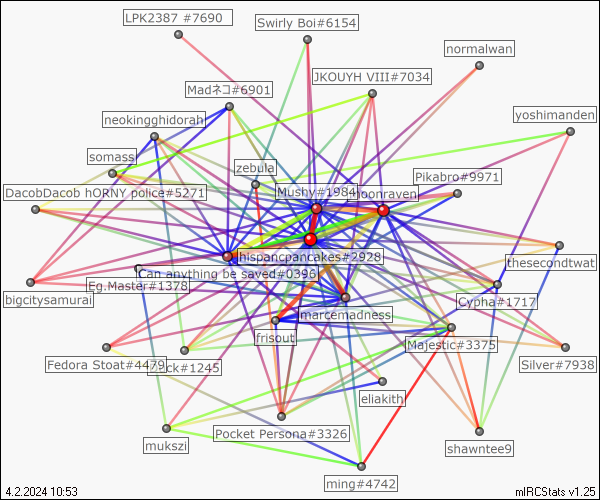 LPK2387 #7690
Swirly Boi#6154
normalwan
JKOUYH VIII#7034
Madネコ#6901
yoshimanden
neokingghidorah
somass
zebula
Pikabro#9971
DacobDacob hORNY police#5271
Mushy#1984
moonraven
hispancpancakes#2928
thesecondtwat
Can anything be saved#0396
Eg.Master#1378
bigcitysamurai
Cypha#1717
marcemadness
frisout
Majestic#3375
Fedora Stoat#4479
#1245
Silver#7938
eliakith
Pocket Persona#3326
mukszi
shawntee9
ming#4742
4.2.2024 10:53
mIRCStats v1.25